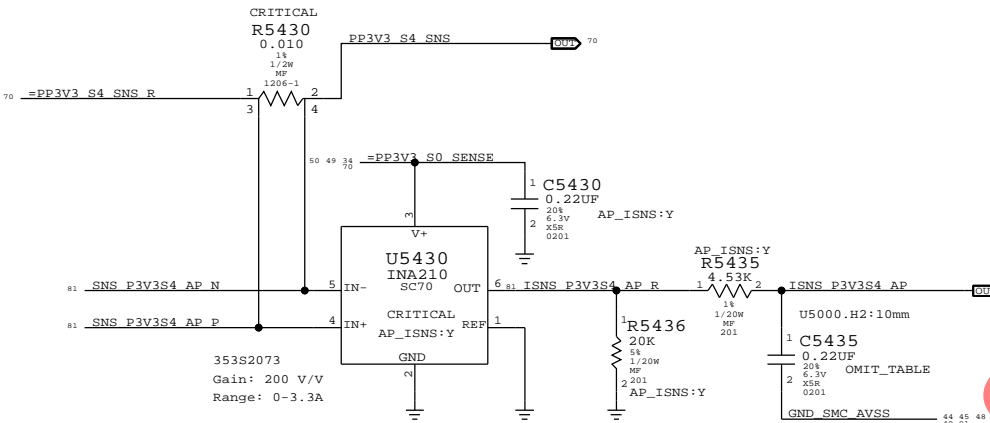 CRITICAL
R5430
0.010
1%
1/2W
MF
1206-1
PP3V3_S4_SNS
OUT 70
70 =PP3V3_S4_SNS_R
1 2
3 4
50 49 34
70
=PP3V3_S0_SENSE
1 C5430
0.22UF
20%
6.3V
X5R
0201
2
AP_ISNS:Y
3
V+
U5430
INA210
SC70
81 SNS_P3V3S4_AP_N
5 IN-
OUT 6
81 ISNS_P3V3S4_AP_R
81 SNS_P3V3S4_AP_P
4 IN+
CRITICAL
AP_ISNS:Y
REF 1
GND
2
353S2073
Gain: 200 V/V
Range: 0-3.3A
AP_ISNS:Y
R5435
4.53K
1 2
1%
1/20W
MF
201
ISNS_P3V3S4_AP
U5000.H2:10mm
1
R5436
20K
5%
1/20W
MF
201
2
AP_ISNS:Y
1 C5435
0.22UF
20%
6.3V
X5R
0201
2
OMIT_TABLE
GND_SMC_AVSS
44 45 48